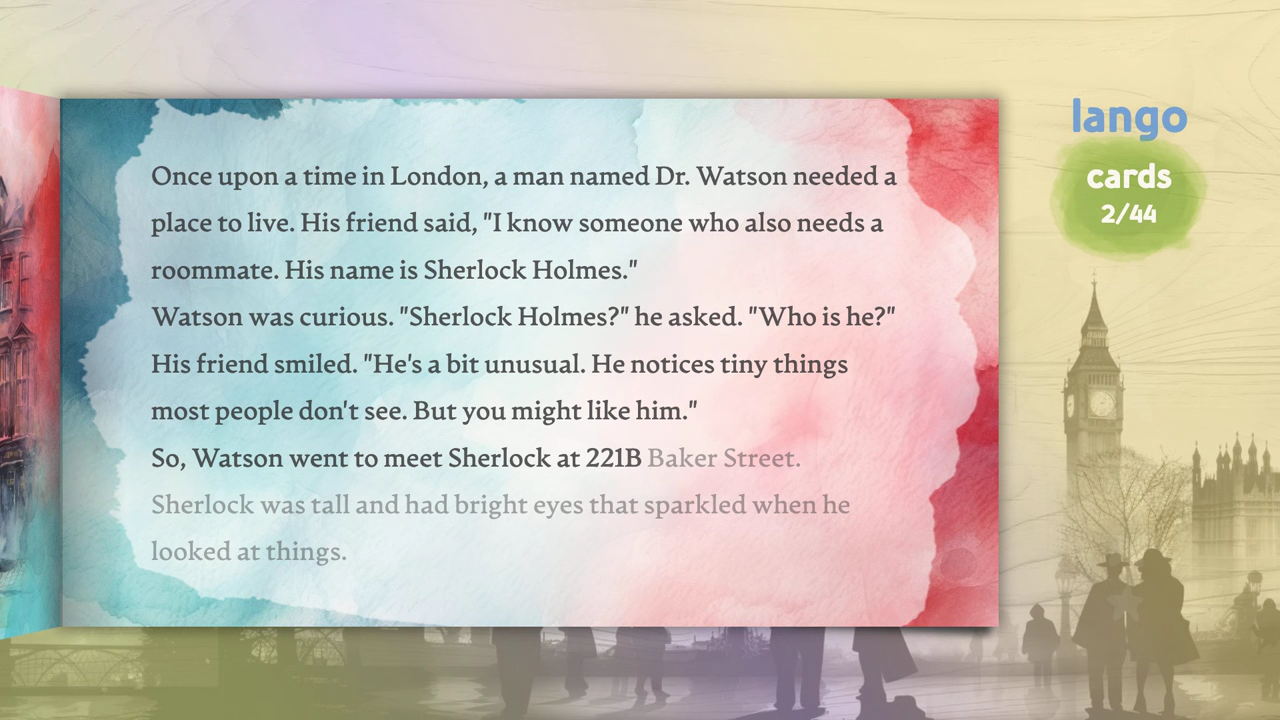 Once upon a time in London, a man named Dr. Watson needed a
place to live. His friend said, "I know someone who also needs a
roommate. His name is Sherlock Holmes."
Watson was curious. "Sherlock Holmes?" he asked. "Who is he?"
His friend smiled. "He's a bit unusual. He notices tiny things
most people don't see. But you might like him."
So, Watson went to meet Sherlock at 221B Baker Street.
Sherlock was tall and had bright eyes that sparkled when he
looked at things.
lango
cards
2/44